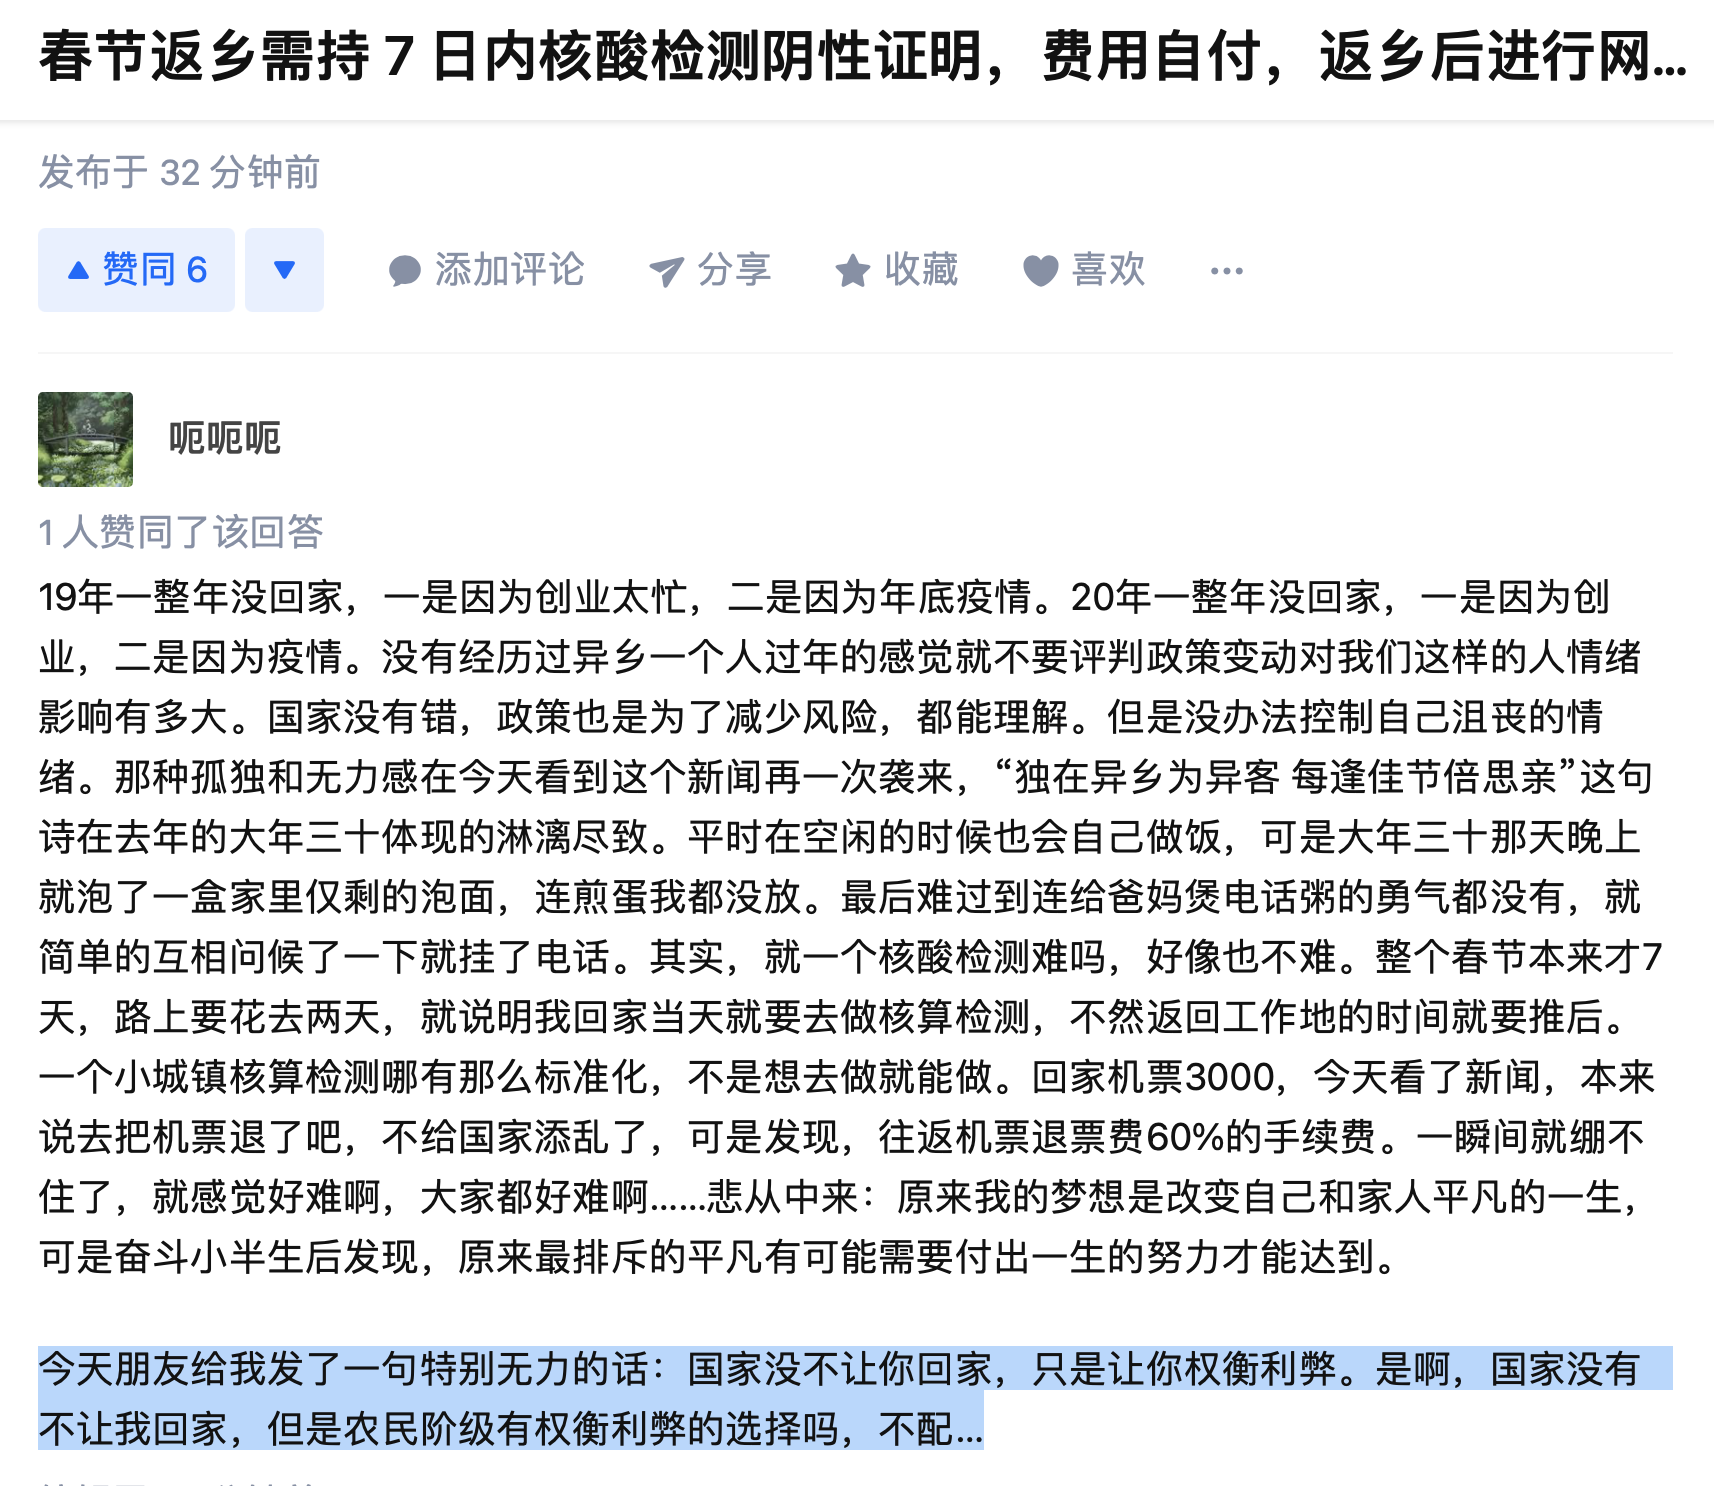 春节返乡需持 7 日内核酸检测阴性证明，费用自付，返乡后进行网...
发布于 32 分钟前
赞同 6 添加评论 分享 收藏 喜欢 ...
呃呃呃
1 人赞同了该回答
19年一整年没回家，一是因为创业太忙，二是因为年底疫情。20年一整年没回家，一是因为创
业，二是因为疫情。没有经历过异乡一个人过年的感觉就不要评判政策变动对我们这样的人情绪
影响有多大。国家没有错，政策也是为了减少风险，都能理解。但是没办法控制自己沮丧的情
绪。那种孤独和无力感在今天看到这个新闻再一次袭来，“独在异乡为异客 每逢佳节倍思亲”这句
诗在去年的大年三十体现的淋漓尽致。平时在空闲的时候也会自己做饭，可是大年三十那天晚上
就泡了一盒家里仅剩的泡面，连煎蛋我都没放。最后难过到连给爸妈煲电话粥的勇气都没有，就
简单的互相问候了一下就挂了电话。其实，就一个核酸检测难吗，好像也不难。整个春节本来才7
天，路上要花去两天，就说明我回家当天就要去做核算检测，不然返回工作地的时间就要推后。
一个小城镇核算检测哪有那么标准化，不是想去做就能做。回家机票3000，今天看了新闻，本来
说去把机票退了吧，不给国家添乱了，可是发现，往返机票退票费60%的手续费。一瞬间就绷不
住了，就感觉好难啊，大家都好难啊......悲从中来：原来我的梦想是改变自己和家人平凡的一生，
可是奋斗小半生后发现，原来最排斥的平凡有可能需要付出一生的努力才能达到。
今天朋友给我发了一句特别无力的话：国家没不让你回家，只是让你权衡利弊。是啊，国家没有
不让我回家，但是农民阶级有权衡利弊的选择吗，不配...